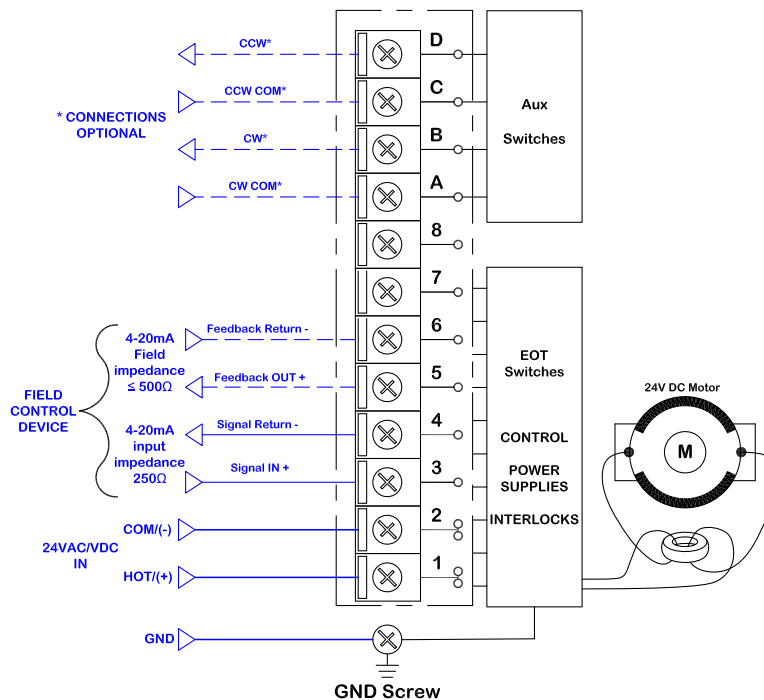 CCW*
D
CCW COM*
C
* CONNECTIONS
OPTIONAL
CW*
B
CW COM*
A
Aux
Switches
8
7
Feedback Return -
6
4-20mA
Field
impedance
≤ 500Ω
Feedback OUT +
5
FIELD
CONTROL
DEVICE
Signal Return -
4
4-20mA
input
impedance
250Ω
Signal IN +
3
COM/(-)
2
24VAC/VDC
IN
HOT/(+)
1
EOT
Switches
CONTROL
POWER
SUPPLIES
INTERLOCKS
24V DC Motor
M
GND
GND Screw